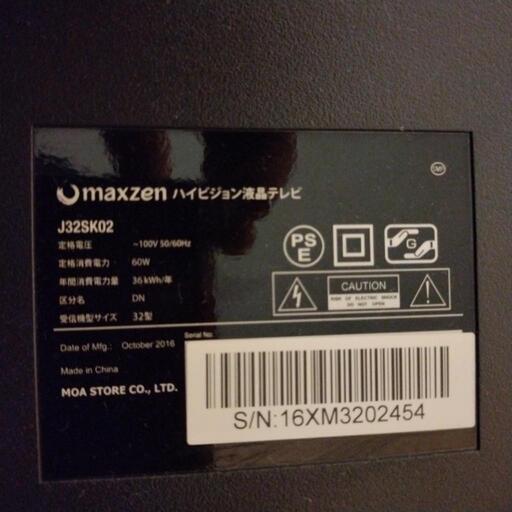 maxzen ハイビジョン液晶テレビ
J32SK02
定格電圧 ~100V 50/60Hz
定格消費電力 60W
年間消費電力量 36kWh/年
区分名 DN
受信機型サイズ 32型
PS
E
G
CAUTION
RISK OF ELECTRIC SHOCK
DO NOT OPEN
Date of Mfg.: October 2016
Serial No.
Made in China
MOA STORE CO., LTD.
S/N:16XM3202454